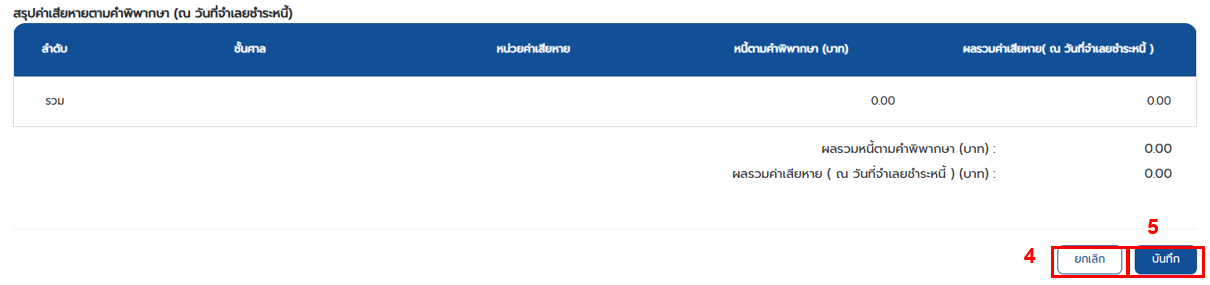 สรุปค่าเสียหายตามคำพิพากษา (ณ วันที่จำเลยชำระหนี้)
ลำดับ ชั้นศาล หน่วยค่าเสียหาย หนี้ตามคำพิพากษา (บาท) ผลรวมค่าเสียหาย( ณ วันที่จำเลยชำระหนี้ )
รวม 0.00 0.00
ผลรวมหนี้ตามคำพิพากษา (บาท) : 0.00
ผลรวมค่าเสียหาย ( ณ วันที่จำเลยชำระหนี้ ) (บาท) : 0.00
5
4 ยกเลิก บันทึก